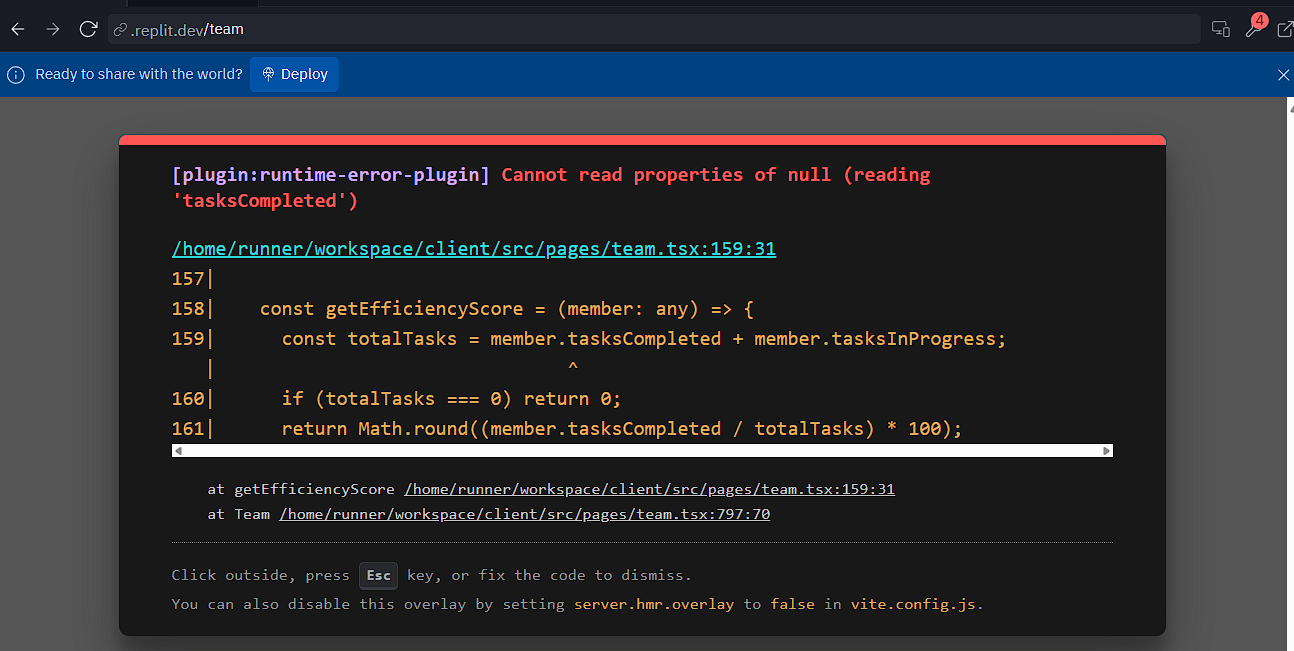 .replit.dev/team
4
Ready to share with the world? Deploy
[plugin:runtime-error-plugin] Cannot read properties of null (reading
'tasksCompleted')
/home/runner/workspace/client/src/pages/team.tsx:159:31
157|
158|    const getEfficiencyScore = (member: any) => {
159|      const totalTasks = member.tasksCompleted + member.tasksInProgress;
   |                                ^
160|      if (totalTasks === 0) return 0;
161|      return Math.round((member.tasksCompleted / totalTasks) * 100);
at getEfficiencyScore /home/runner/workspace/client/src/pages/team.tsx:159:31
at Team /home/runner/workspace/client/src/pages/team.tsx:797:70
Click outside, press Esc key, or fix the code to dismiss.
You can also disable this overlay by setting server.hmr.overlay to false in vite.config.js.